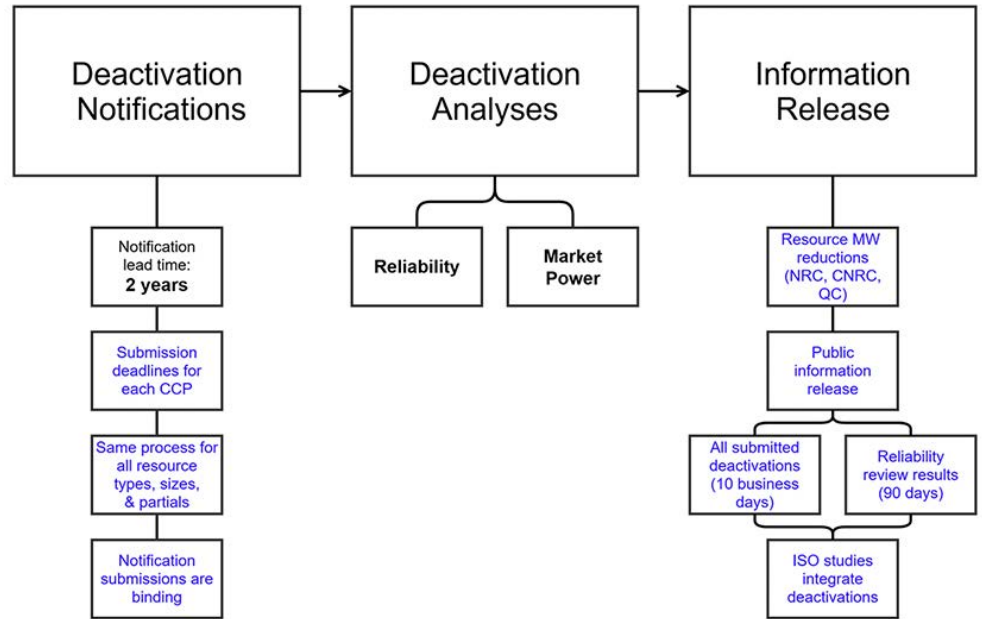 Deactivation
Notifications
Deactivation
Analyses
Information
Release
Notification
lead time:
2 years
Submission
deadlines for
each CCP
Same process for
all resource
types, sizes,
& partials
Notification
submissions are
binding
Reliability
Market
Power
Resource MW
reductions
(NRC, CNRC,
QC)
Public
information
release
All submitted
deactivations
(10 business
days)
Reliability
review results
(90 days)
ISO studies
integrate
deactivations